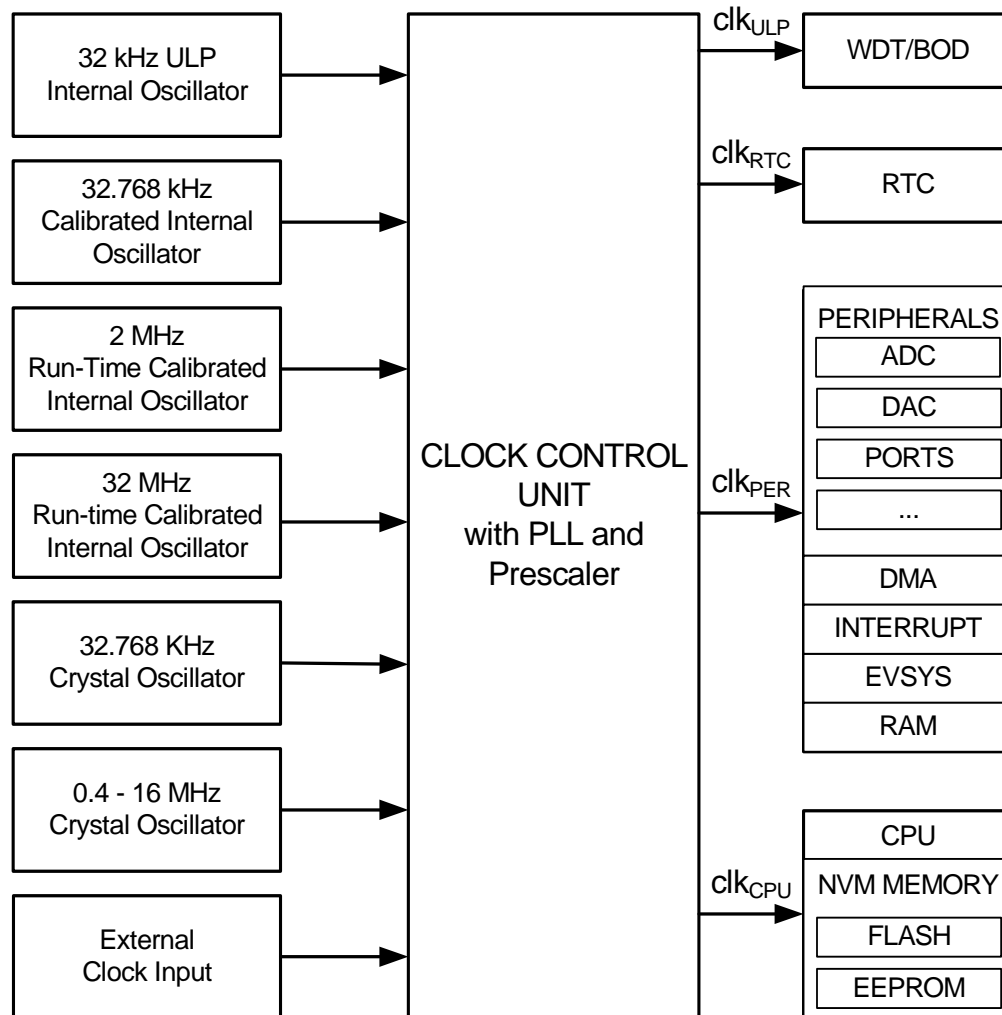 32 kHz ULP
Internal Oscillator
32.768 kHz
Calibrated Internal
Oscillator
2 MHz
Run-Time Calibrated
Internal Oscillator
32 MHz
Run-time Calibrated
Internal Oscillator
32.768 KHz
Crystal Oscillator
0.4 - 16 MHz
Crystal Oscillator
External
Clock Input
CLOCK CONTROL
UNIT
with PLL and
Prescaler
clkULP
clkRTC
clkPER
clkCPU
WDT/BOD
RTC
PERIPHERALS
ADC
DAC
PORTS
...
DMA
INTERRUPT
EVSYS
RAM
CPU
NVM MEMORY
FLASH
EEPROM